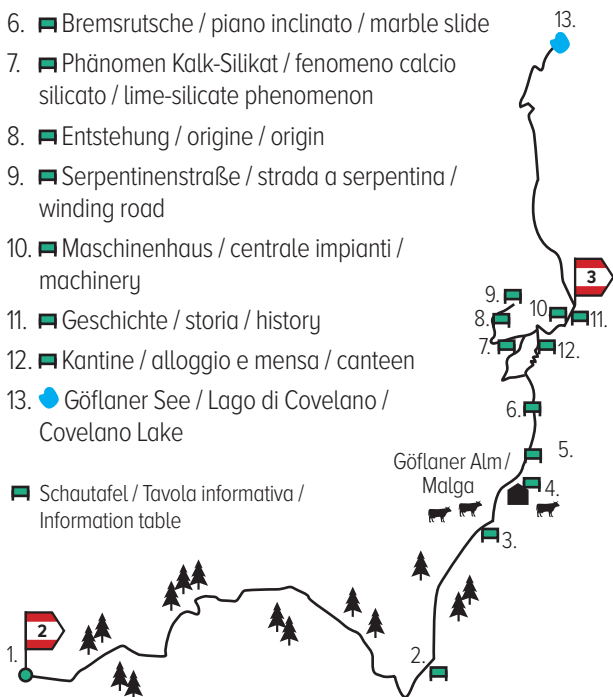 6. Bremsrutsche / piano inclinato / marble slide
7. Phänomen Kalk-Silikat / fenomeno calcio
silicato / lime-silicate phenomenon
8. Entstehung / origine / origin
9. Serpentinenstraße / strada a serpentina /
winding road
10. Maschinenhaus / centrale impianti /
machinery
11. Geschichte / storia / history
12. Kantine / alloggio e mensa / canteen
13. Göflaner See / Lago di Covelano /
Covelano Lake
Schautafel / Tavola informativa /
Information table
13.
3
9.
10.
11.
8.
7.
12.
6.
5.
Göflaner Alm /
Malga
4.
3.
2
2.
1.